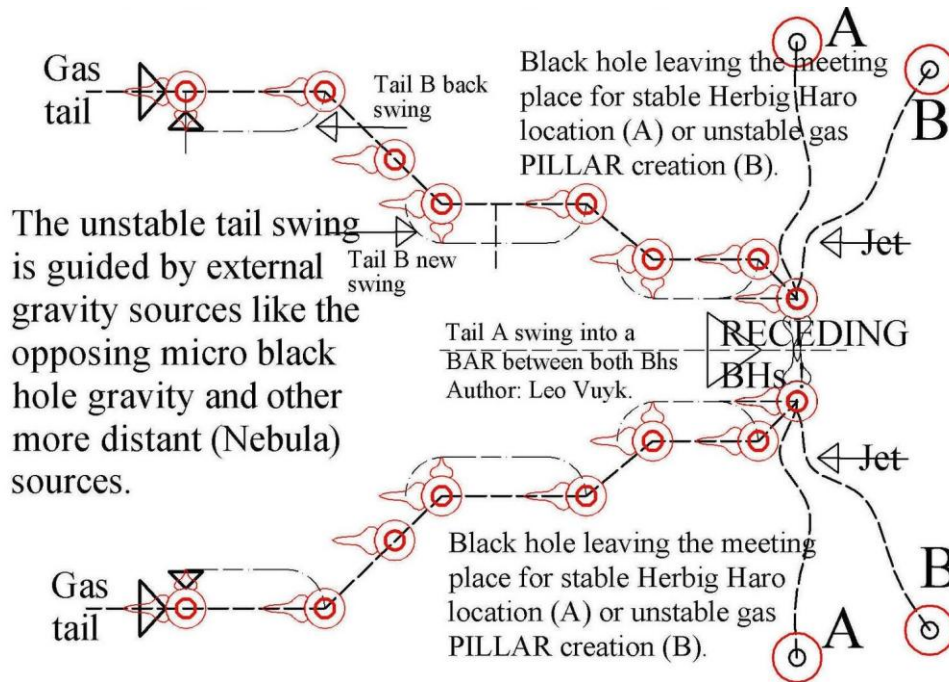 A
Gas
tail
Tail B back
swing
Black hole leaving the meeting
place for stable Herbig Haro
location (A) or unstable gas
PILLAR creation (B).
B
The unstable tail swing
is guided by external
gravity sources like the
opposing micro black
hole gravity and other
more distant (Nebula)
sources.
Tail B new
swing
Jet
Tail A swing into a
BAR between both Bhs
Author: Leo Vuyk.
RECEDING
BHs
Jet
Black hole leaving the meeting
place for stable Herbig Haro
location (A) or unstable gas
PILLAR creation (B).
Gas
tail
B
A